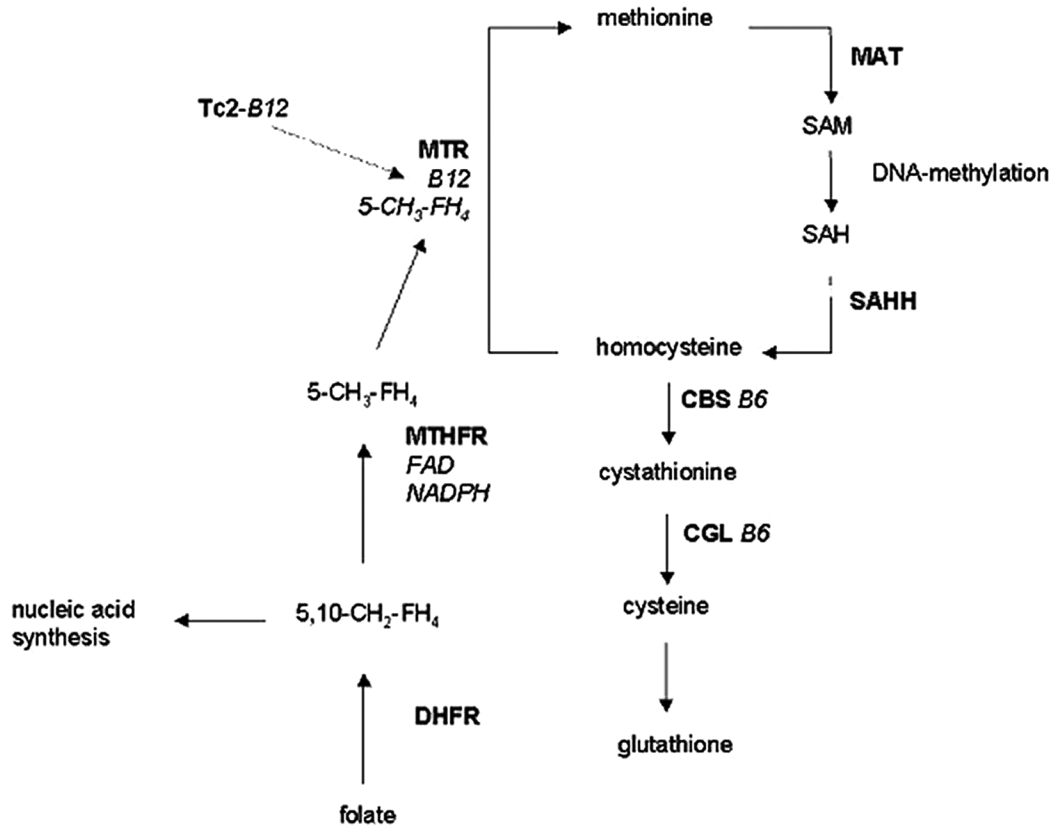 methionine
MAT
Tc2-B12
SAM
MTR
B12
5-CH₃-FH₄
DNA-methylation
SAH
SAHH
homocysteine
5-CH₃-FH₄
CBS B6
MTHFR
FAD
NADPH
cystathionine
CGL B6
nucleic acid
synthesis
5,10-CH₂-FH₄
cysteine
DHFR
glutathione
folate